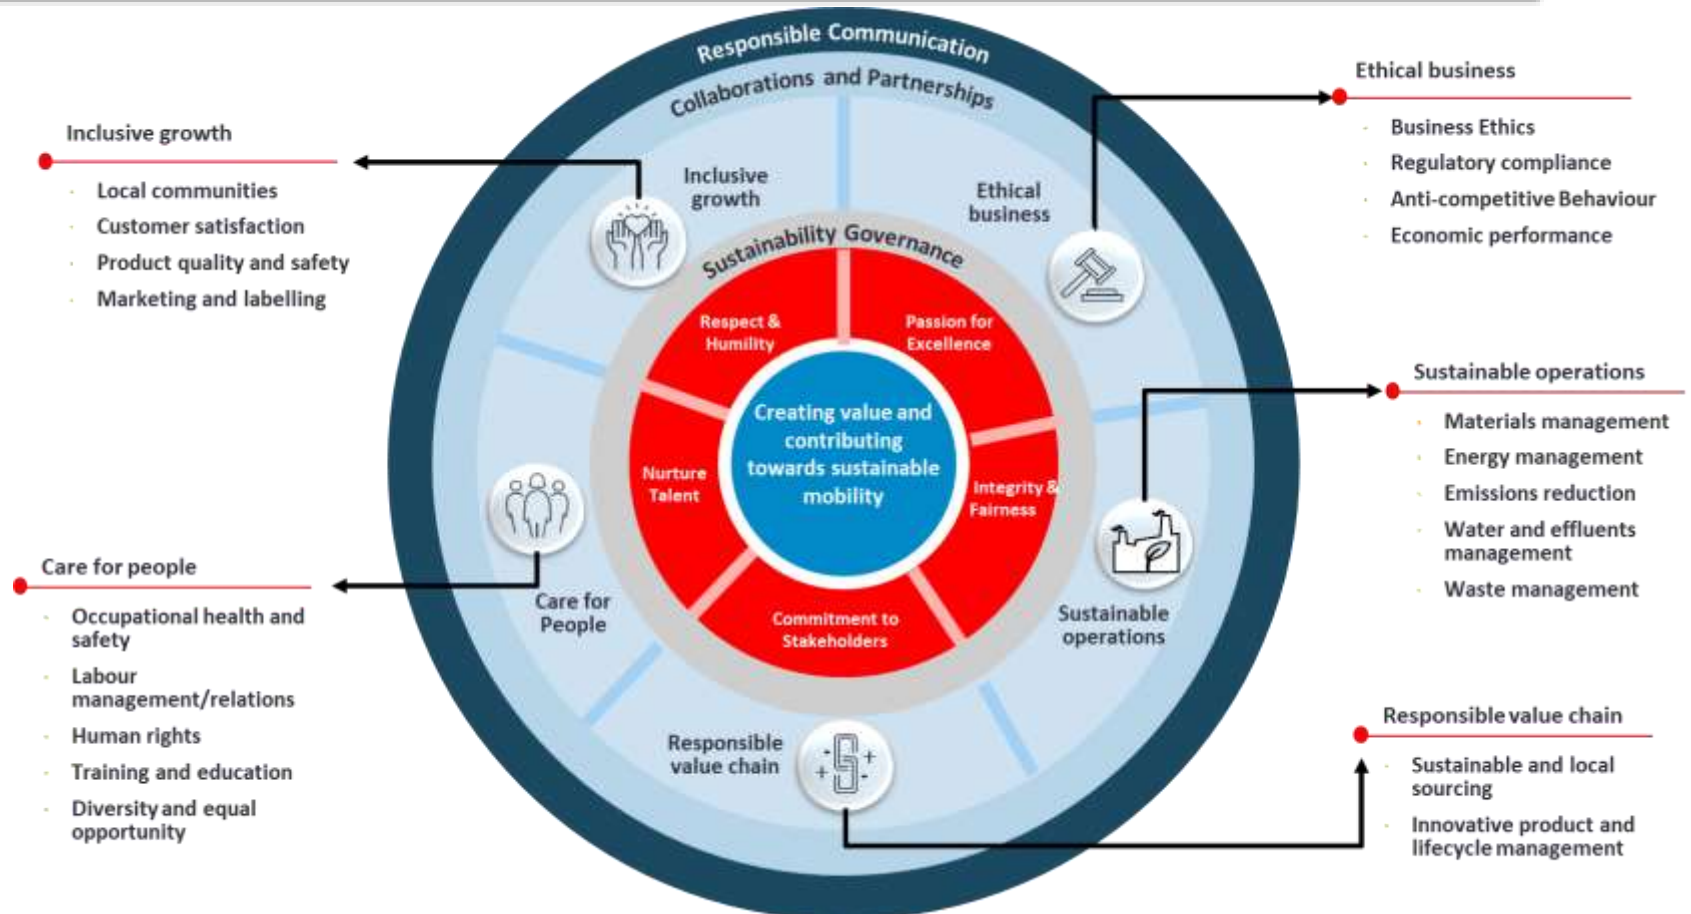 Responsible Communication
Collaborations and Partnerships
Inclusive
growth
Ethical
business
Sustainability Governance
Respect &
Humility
Passion for
Excellence
Creating value and
contributing
towards sustainable
mobility
Nurture
Talent
Integrity &
Fairness
Commitment to
Stakeholders
Care for
People
Sustainable
operations
Responsible
value chain
Inclusive growth
Local communities
Customer satisfaction
Product quality and safety
Marketing and labelling
Care for people
Occupational health and
safety
Labour
management/relations
Human rights
Training and education
Diversity and equal
opportunity
Ethical business
Business Ethics
Regulatory compliance
Anti-competitive Behaviour
Economic performance
Sustainable operations
Materials management
Energy management
Emissions reduction
Water and effluents
management
Waste management
Responsible value chain
Sustainable and local
sourcing
Innovative product and
lifecycle management